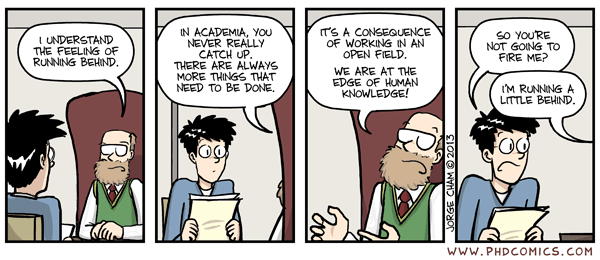 I UNDERSTAND
THE FEELING OF
RUNNING BEHIND.
IN ACADEMIA, YOU
NEVER REALLY
CATCH UP.
THERE ARE ALWAYS
MORE THINGS THAT
NEED TO BE DONE.
IT'S A CONSEQUENCE
OF WORKING IN AN
OPEN FIELD.
WE ARE AT THE
EDGE OF HUMAN
KNOWLEDGE!
JORGE CHAM © 2013
SO YOU'RE
NOT GOING TO
FIRE ME?
I'M RUNNING A
LITTLE BEHIND.
WWW.PHDCOMICS.COM